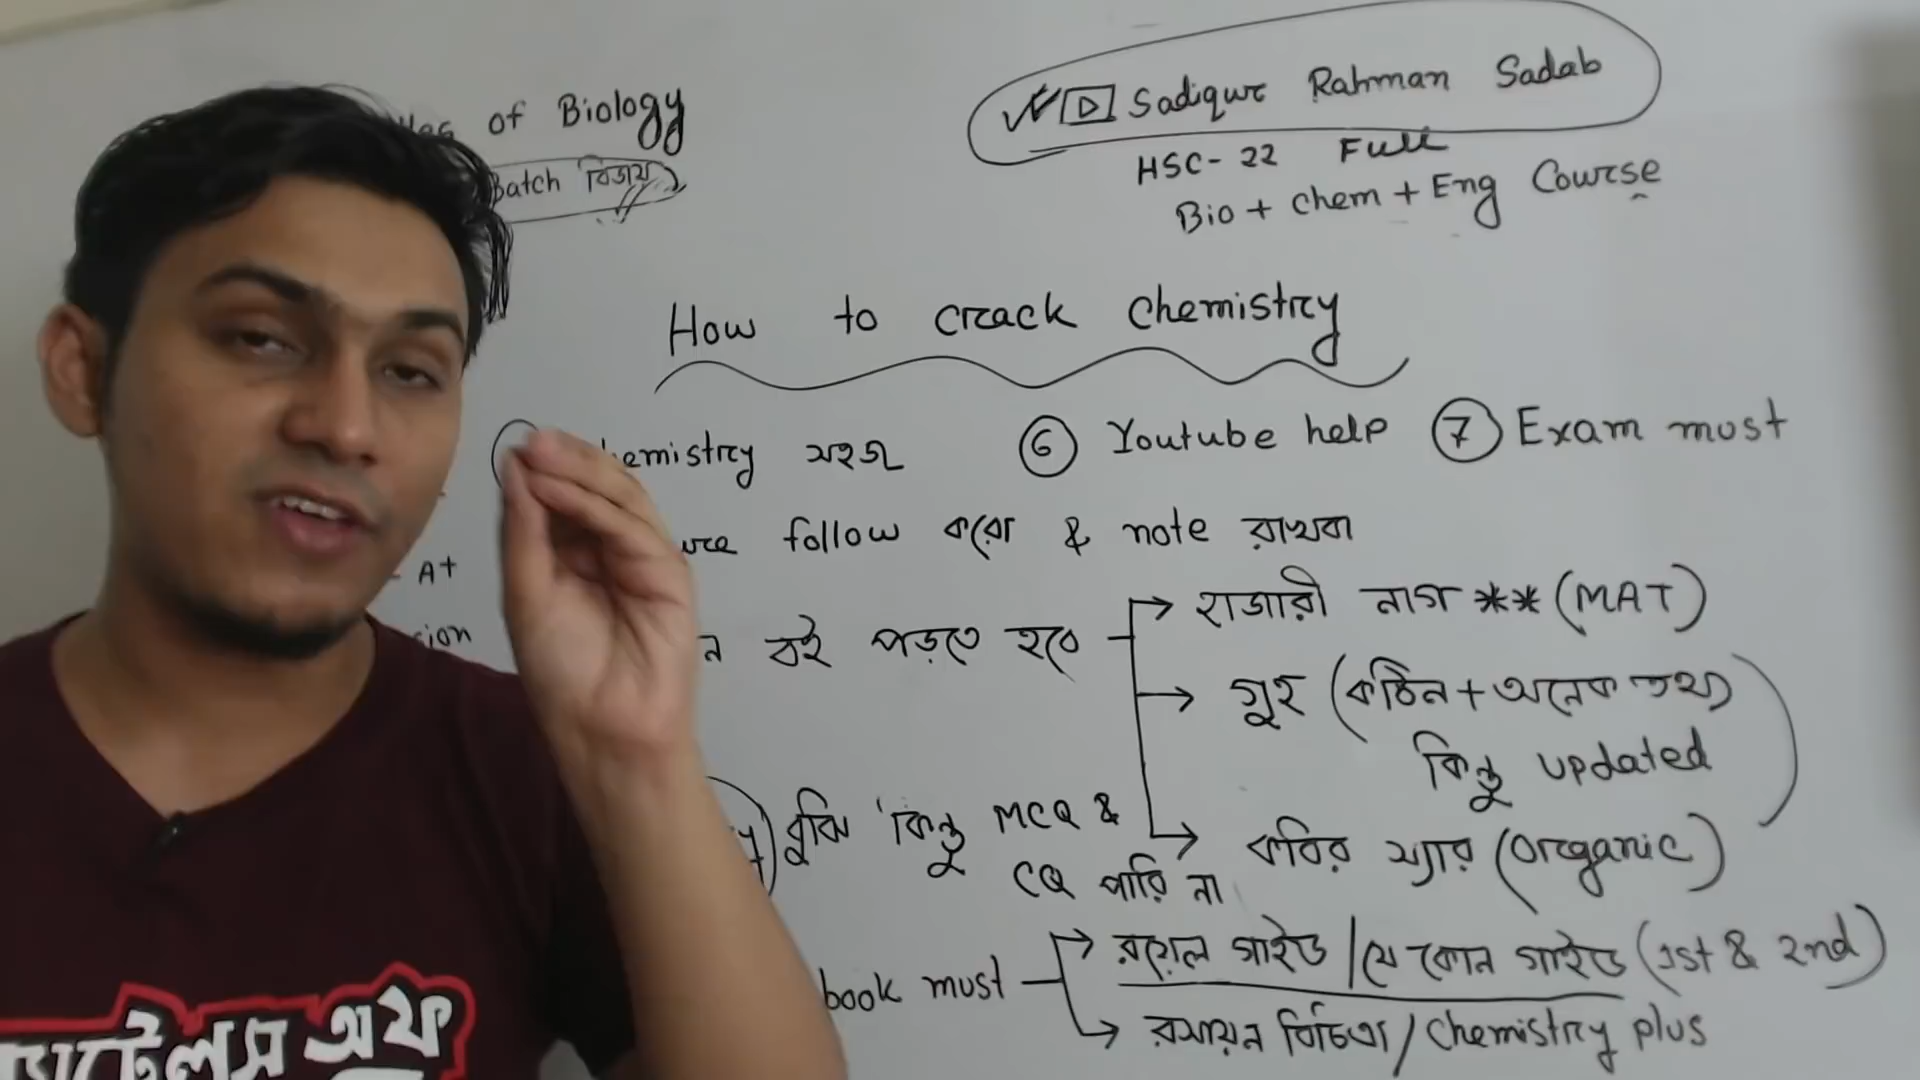 of Biology
Batch বিজয়
Sadiqur Rahman Sadab
HSC-22 Full
Bio + chem + Eng Course
How to crack chemistry
সহজ ⑥ Youtube help ⑦ Exam must
follow করো & note রাখবা
A+
বই পড়তে হবে
হাজারী নাগ ** (MAT)
গুহ (কঠিন + অনেক তথ্য
কিন্তু updated
কবির স্যার (Organic)
বুঝি কিন্তু MCQ &
CQ পারি না
book must
রয়েল গাইড / যে কোন গাইড (1st & 2nd)
রসায়ন বিচিত্রা / Chemistry plus
অফ